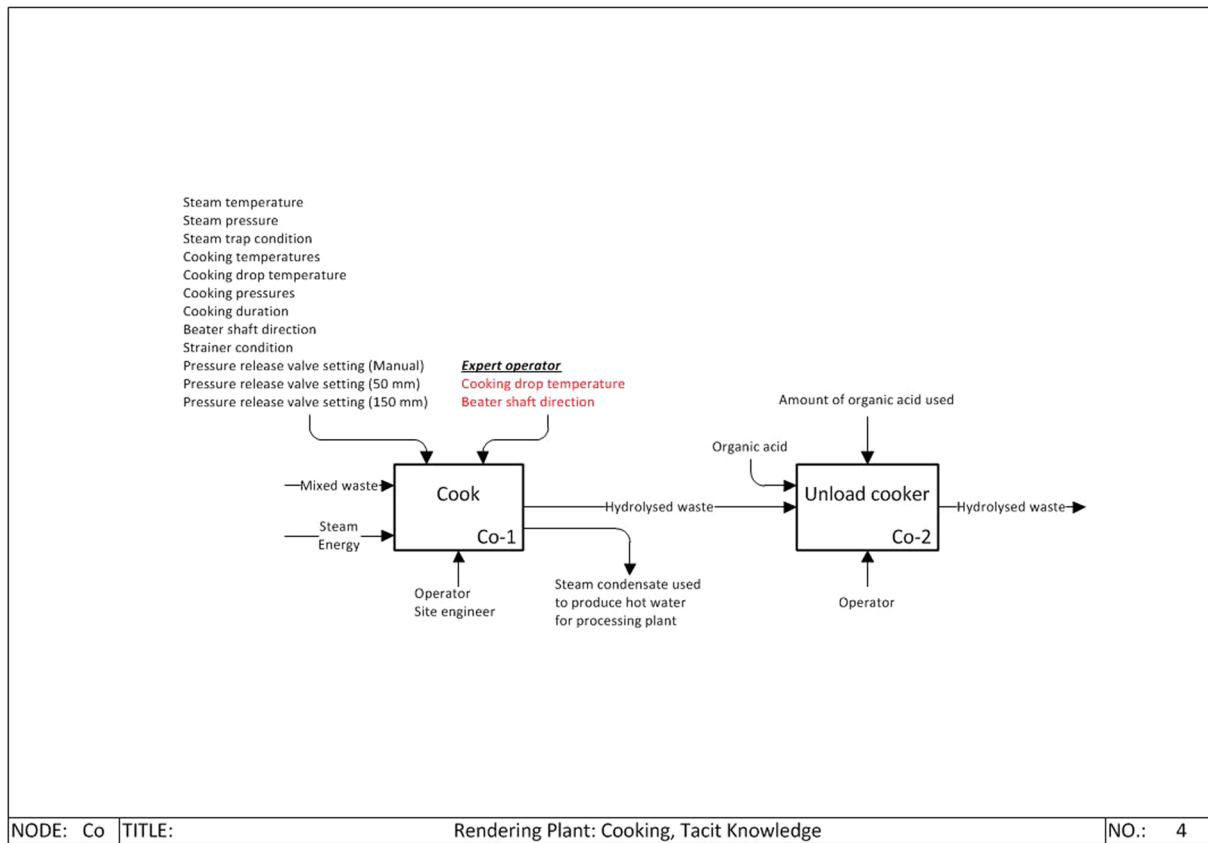 Steam temperature
Steam pressure
Steam trap condition
Cooking temperatures
Cooking drop temperature
Cooking pressures
Cooking duration
Beater shaft direction
Strainer condition
Pressure release valve setting (Manual)
Pressure release valve setting (50 mm)
Pressure release valve setting (150 mm)
Expert operator
Cooking drop temperature
Beater shaft direction
Amount of organic acid used
Organic acid
Mixed waste
Steam
Energy
Cook
Co-1
Hydrolysed waste
Unload cooker
Co-2
Hydrolysed waste
Operator
Site engineer
Steam condensate used
to produce hot water
for processing plant
Operator
NODE: Co TITLE: Rendering Plant: Cooking, Tacit Knowledge NO.: 4